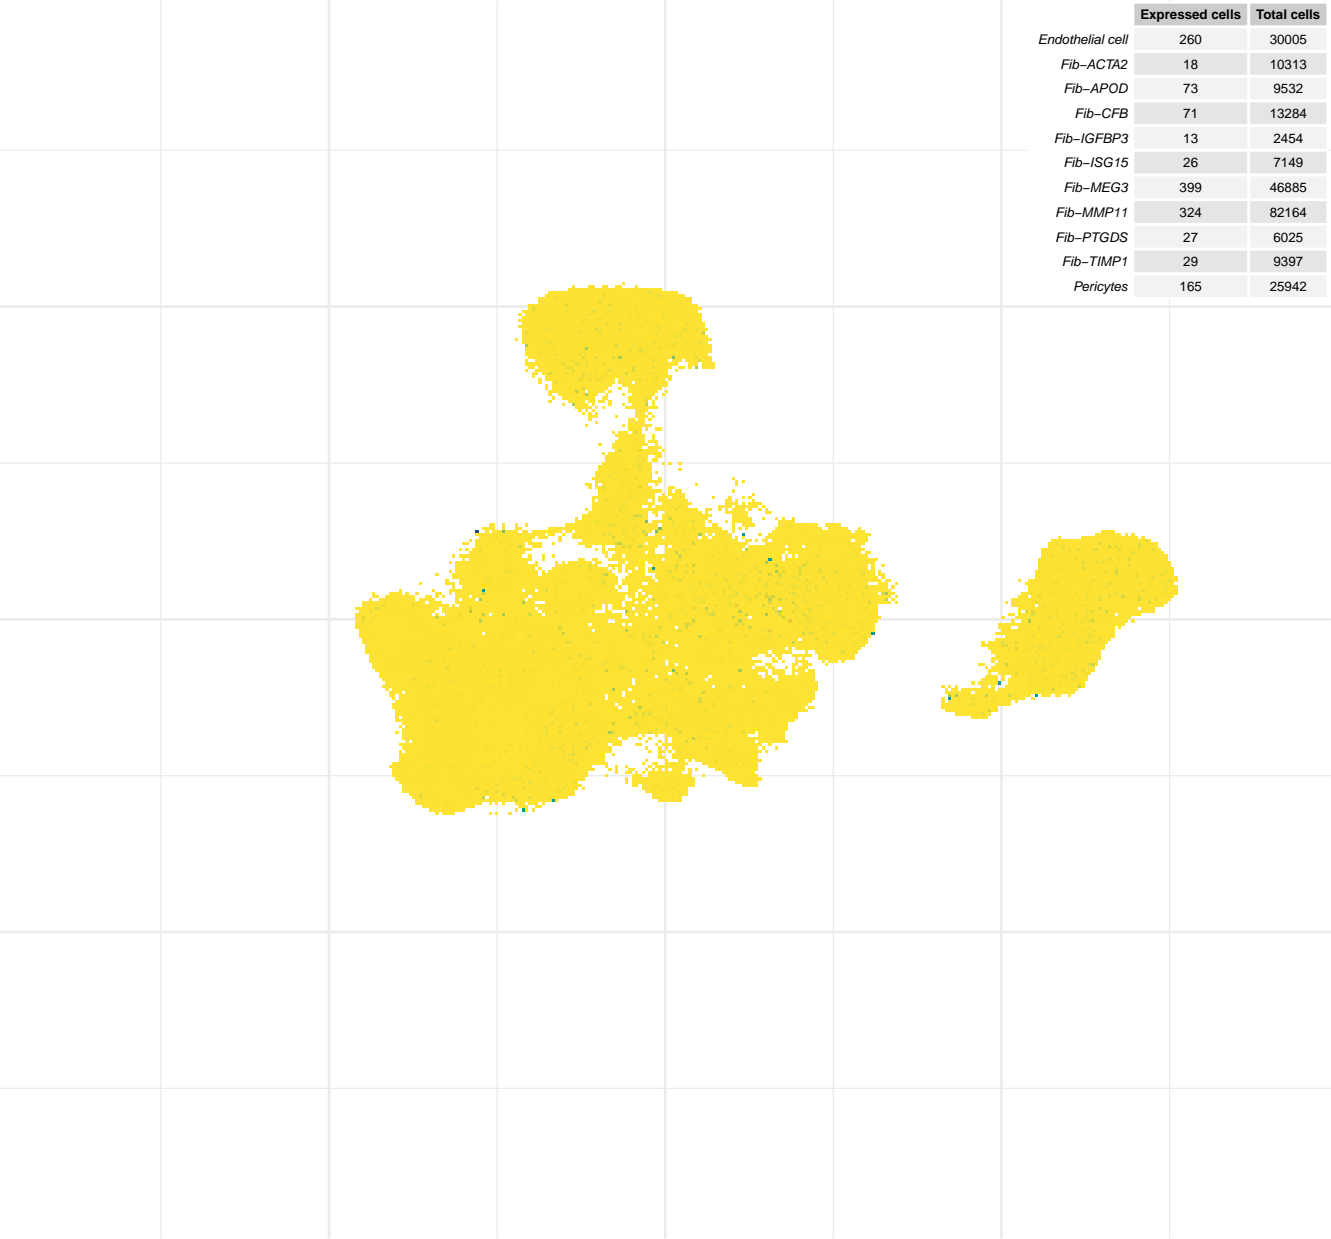 Expressed cells Total cells
Endothelial cell 260 30005
Fib−ACTA2 18 10313
Fib−APOD 73 9532
Fib−CFB 71 13284
Fib−IGFBP3 13 2454
Fib−ISG15 26 7149
Fib−MEG3 399 46885
Fib−MMP11 324 82164
Fib−PTGDS 27 6025
Fib−TIMP1 29 9397
Pericytes 165 25942